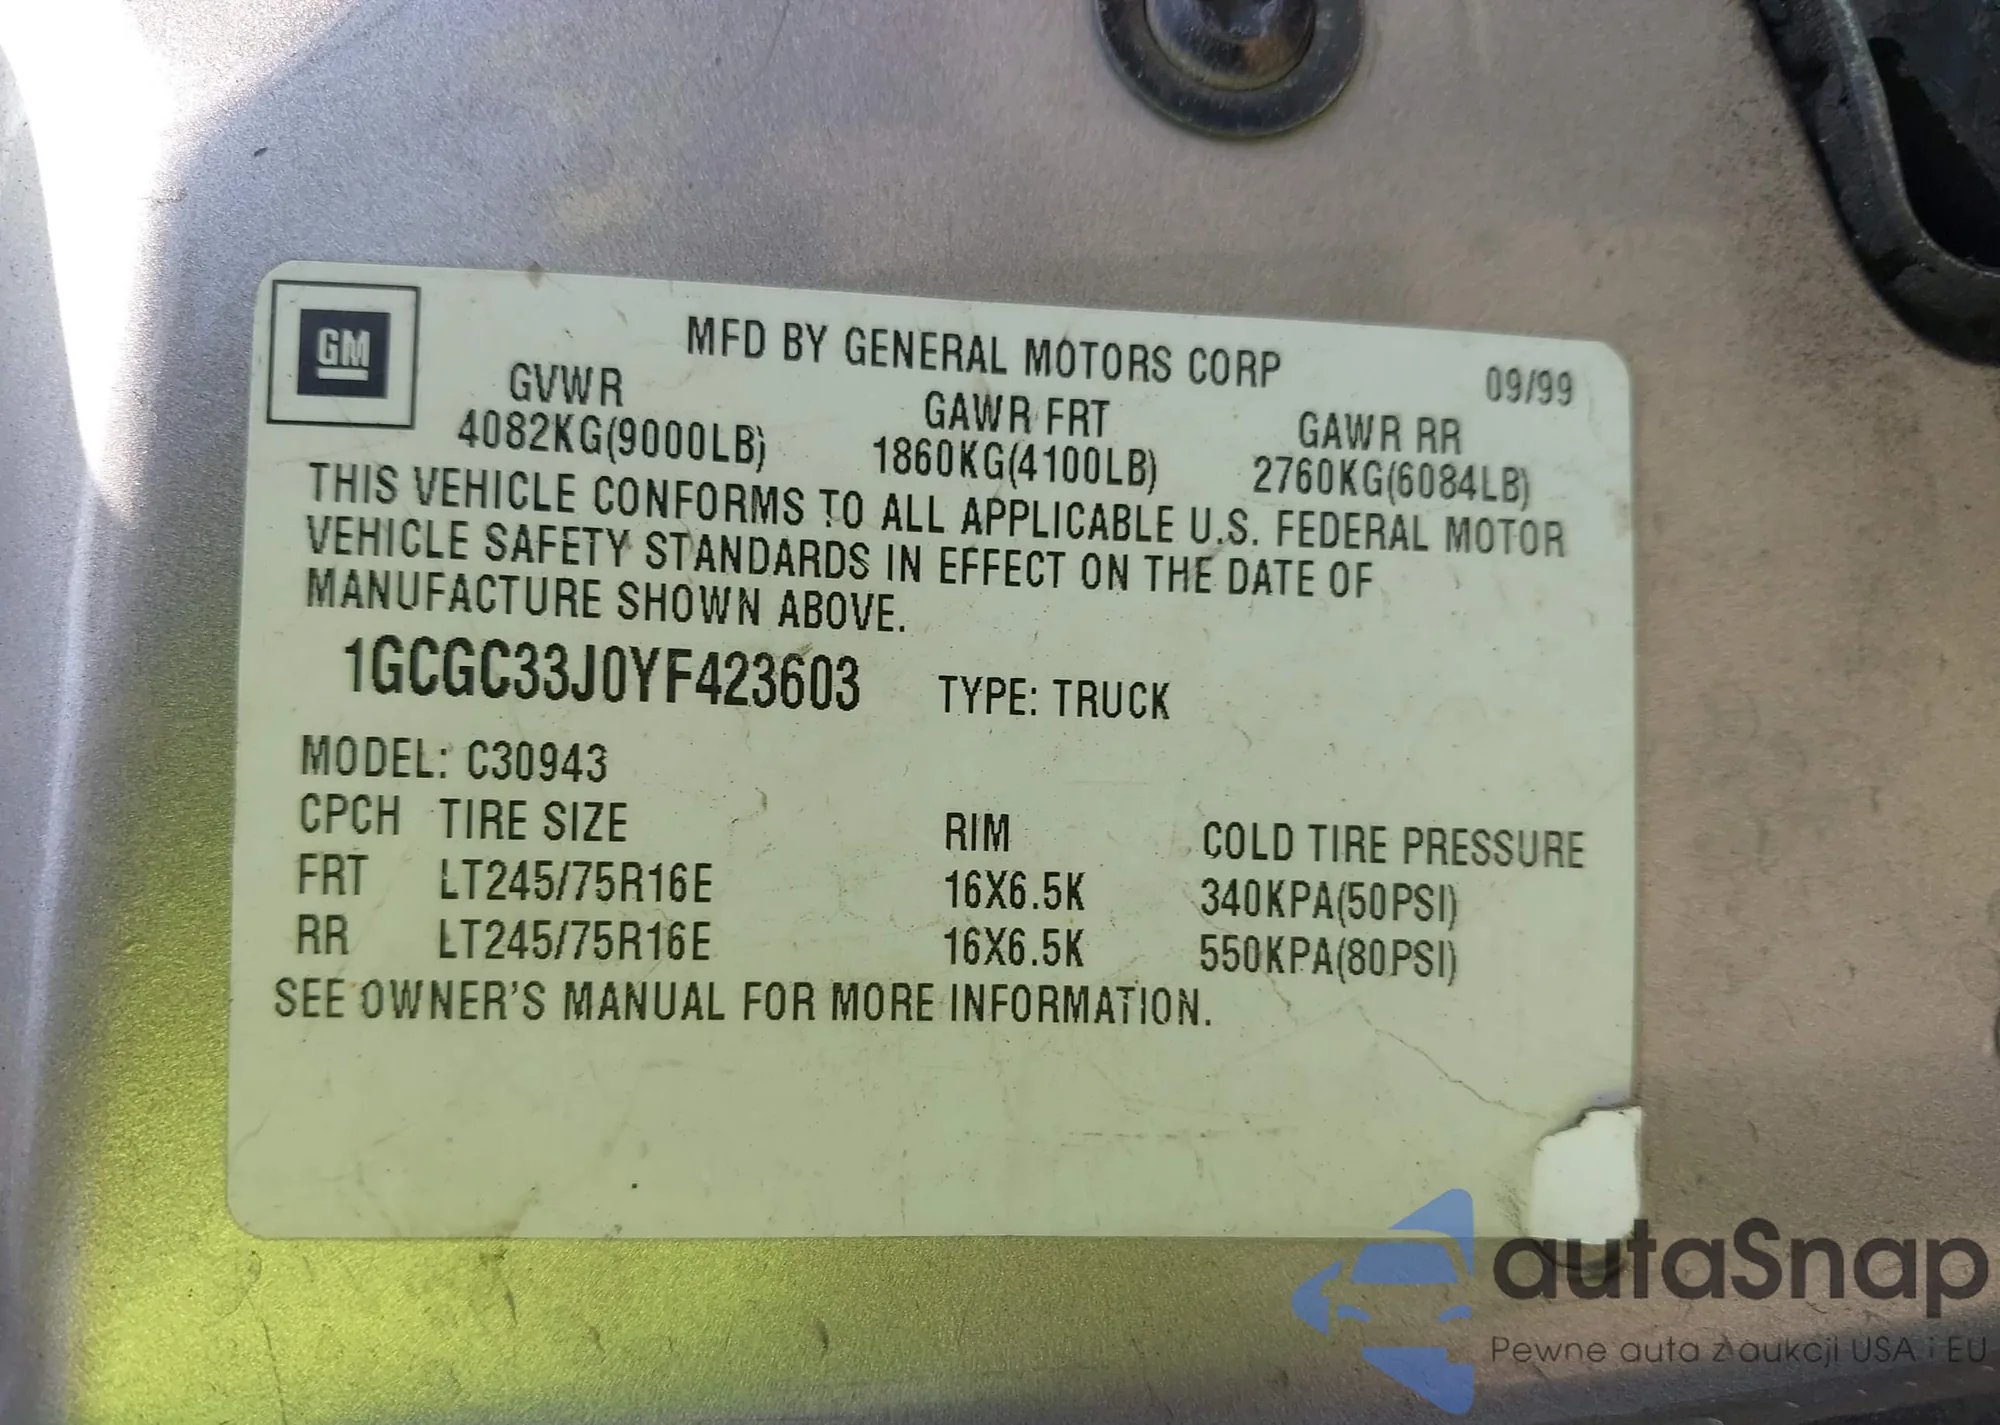 GM
MFD BY GENERAL MOTORS CORP 09/99
GVWR GAWR FRT GAWR RR
4082KG(9000LB) 1860KG(4100LB) 2760KG(6084LB)
THIS VEHICLE CONFORMS TO ALL APPLICABLE U.S. FEDERAL MOTOR
VEHICLE SAFETY STANDARDS IN EFFECT ON THE DATE OF
MANUFACTURE SHOWN ABOVE.
1GCGC33J0YF423603 TYPE: TRUCK
MODEL: C30943
CPCH TIRE SIZE RIM COLD TIRE PRESSURE
FRT LT245/75R16E 16X6.5K 340KPA(50PSI)
RR LT245/75R16E 16X6.5K 550KPA(80PSI)
SEE OWNER'S MANUAL FOR MORE INFORMATION.
autaSnap
Pewne auta z aukcji USA i EU